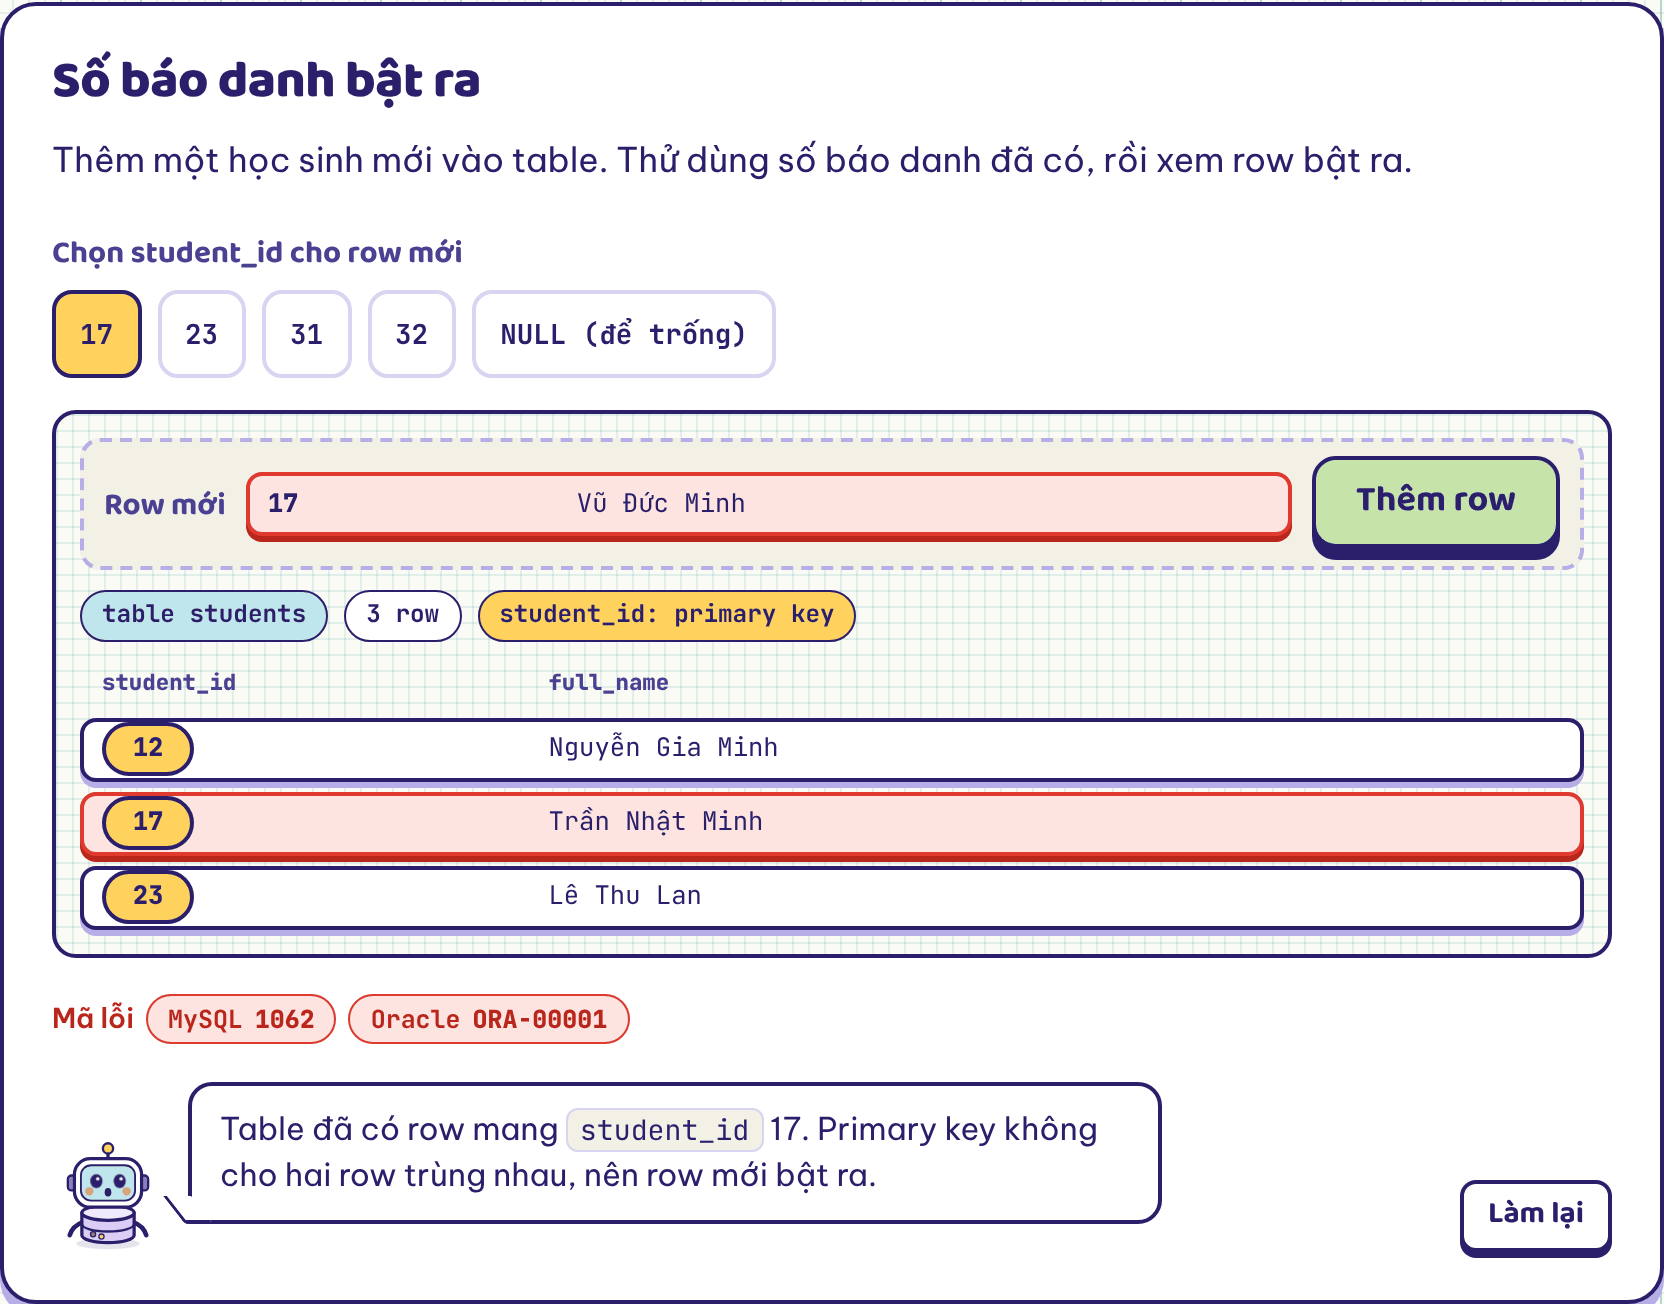 Số báo danh bật ra
Thêm một học sinh mới vào table. Thử dùng số báo danh đã có, rồi xem row bật ra.
Chọn student_id cho row mới
17 23 31 32 NULL (để trống)
Row mới 17 Vũ Đức Minh Thêm row
table students 3 row student_id: primary key
student_id full_name
12 Nguyễn Gia Minh
17 Trần Nhật Minh
23 Lê Thu Lan
Mã lỗi MySQL 1062 Oracle ORA-00001
Table đã có row mang student_id 17. Primary key không
cho hai row trùng nhau, nên row mới bật ra.
Làm lại